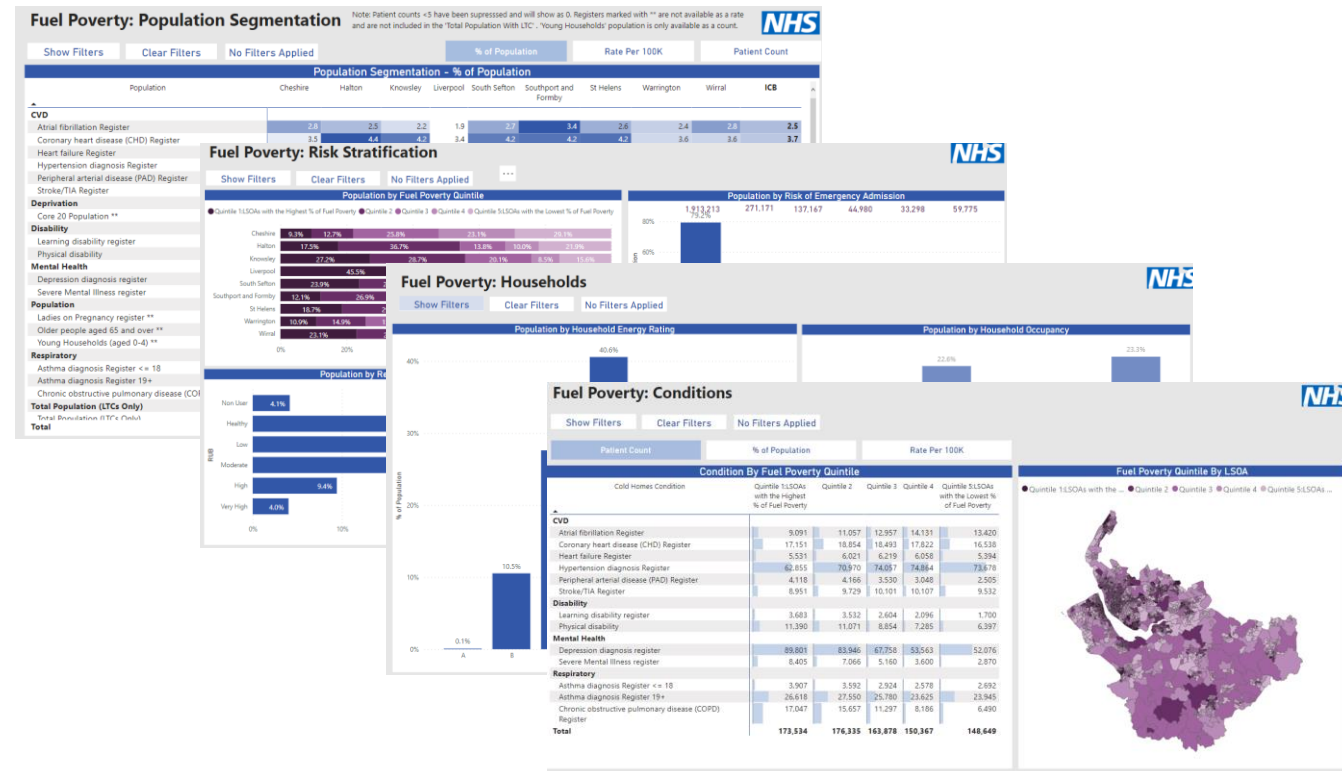 Fuel Poverty: Population Segmentation
Note: Patient counts <5 have been supresssed and will show as 0. Registers marked with ** are not available as a rate
and are not included in the 'Total Population With LTC' . 'Young Households' population is only available as a count.
NHS
Show Filters Clear Filters No Filters Applied
% of Population Rate Per 100K Patient Count
Population Segmentation - % of Population
Population Cheshire Halton Knowsley Liverpool South Sefton Southport and Formby St Helens Warrington Wirral ICB
CVD
Atrial fibrillation Register 2.8 2.5 2.2 1.9 2.7 3.4 2.6 2.4 2.8 2.5
Coronary heart disease (CHD) Register 3.5 4.4 4.2 3.4 4.2 4.2 4.2 3.6 3.6 3.7
Heart failure Register
Hypertension diagnosis Register
Peripheral arterial disease (PAD) Register
Stroke/TIA Register
Deprivation
Core 20 Population **
Disability
Learning disability register
Physical disability
Mental Health
Depression diagnosis register
Severe Mental Illness register
Population
Ladies on Pregnancy register **
Older people aged 65 and over **
Young Households (aged 0-4) **
Respiratory
Asthma diagnosis Register <= 18
Asthma diagnosis Register 19+
Chronic obstructive pulmonary disease (COP
Total Population (LTCs Only)
Total Population (LTCs Only)
Total
Fuel Poverty: Risk Stratification
NHS
Show Filters Clear Filters No Filters Applied ...
Population by Fuel Poverty Quintile
Quintile 1:LSOAs with the Highest % of Fuel Poverty Quintile 2 Quintile 3 Quintile 4 Quintile 5:LSOAs with the Lowest % of Fuel Poverty
Cheshire 9.3% 12.7% 25.8% 23.1% 29.1%
Halton 17.5% 36.7% 13.8% 10.0% 21.9%
Knowsley 27.2% 28.7% 20.1% 8.5% 15.6%
Liverpool 45.5%
South Sefton 23.9% 2
Southport and Formby 12.1% 26.9%
St Helens 18.7% 2
Warrington 10.9% 14.9% 1
Wirral 23.1%
0% 20%
Population by Risk of Emergency Admission
1,913,213 271,171 137,167 44,980 33,298 59,775
79.2%
80%
60%
Population by Re
RUB
Non User 4.1%
Healthy
Low
Moderate
High 9.4%
Very High 4.0%
0% 10%
Fuel Poverty: Households
NHS
Show Filters Clear Filters No Filters Applied
Population by Household Energy Rating
% of Population
40%
30%
20%
10%
0%
40.6%
10.5%
0.1%
A B
Population by Household Occupancy
22.6% 23.3%
Fuel Poverty: Conditions
NHS
Show Filters Clear Filters No Filters Applied
Patient Count % of Population Rate Per 100K
Condition By Fuel Poverty Quintile
Cold Homes Condition Quintile 1:LSOAs with the Highest % of Fuel Poverty Quintile 2 Quintile 3 Quintile 4 Quintile 5:LSOAs with the Lowest % of Fuel Poverty
CVD
Atrial fibrillation Register 9,091 11,057 12,957 14,131 13,420
Coronary heart disease (CHD) Register 17,151 18,854 18,493 17,822 16,538
Heart failure Register 5,531 6,021 6,219 6,058 5,394
Hypertension diagnosis Register 62,855 70,970 74,057 74,864 73,678
Peripheral arterial disease (PAD) Register 4,118 4,166 3,530 3,048 2,505
Stroke/TIA Register 8,951 9,729 10,101 10,107 9,532
Disability
Learning disability register 3,683 3,532 2,604 2,096 1,700
Physical disability 11,390 11,071 8,854 7,285 6,397
Mental Health
Depression diagnosis register 89,801 83,946 67,758 53,563 52,076
Severe Mental Illness register 8,405 7,066 5,160 3,600 2,870
Respiratory
Asthma diagnosis Register <= 18 3,907 3,592 2,924 2,578 2,692
Asthma diagnosis Register 19+ 26,618 27,550 25,780 23,625 23,945
Chronic obstructive pulmonary disease (COPD) Register 17,047 15,657 11,297 8,186 6,490
Total 173,534 176,335 163,878 150,367 148,649
Fuel Poverty Quintile By LSOA
Quintile 1:LSOAs with the ... Quintile 2 Quintile 3 Quintile 4 Quintile 5:LSOAs ...